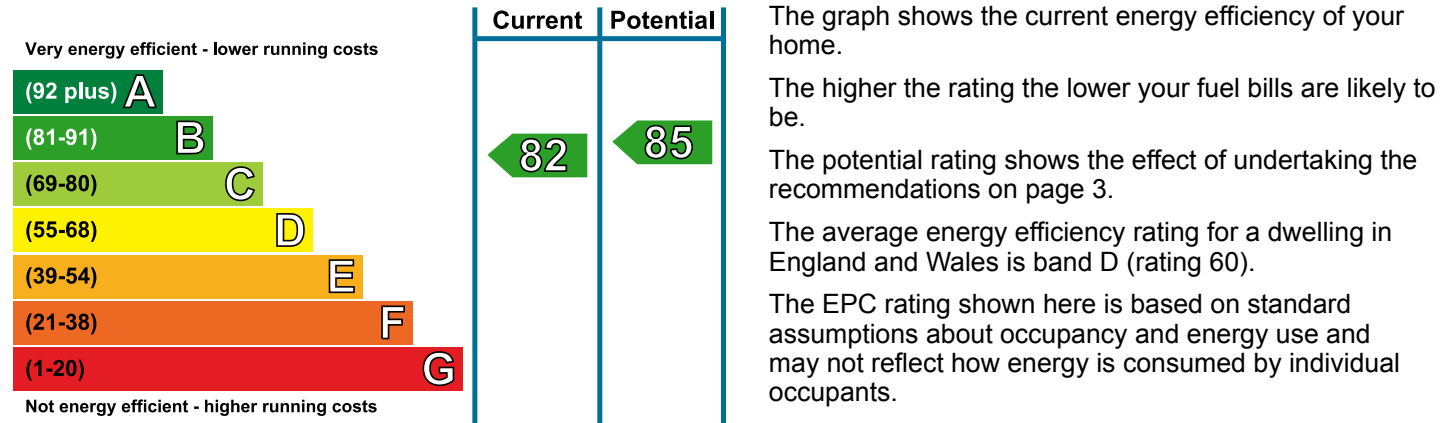 Current Potential
Very energy efficient - lower running costs
(92 plus) A
(81-91) B
(69-80) C
(55-68) D
(39-54) E
(21-38) F
(1-20) G
Not energy efficient - higher running costs
82
85
The graph shows the current energy efficiency of your
home.
The higher the rating the lower your fuel bills are likely to
be.
The potential rating shows the effect of undertaking the
recommendations on page 3.
The average energy efficiency rating for a dwelling in
England and Wales is band D (rating 60).
The EPC rating shown here is based on standard
assumptions about occupancy and energy use and
may not reflect how energy is consumed by individual
occupants.